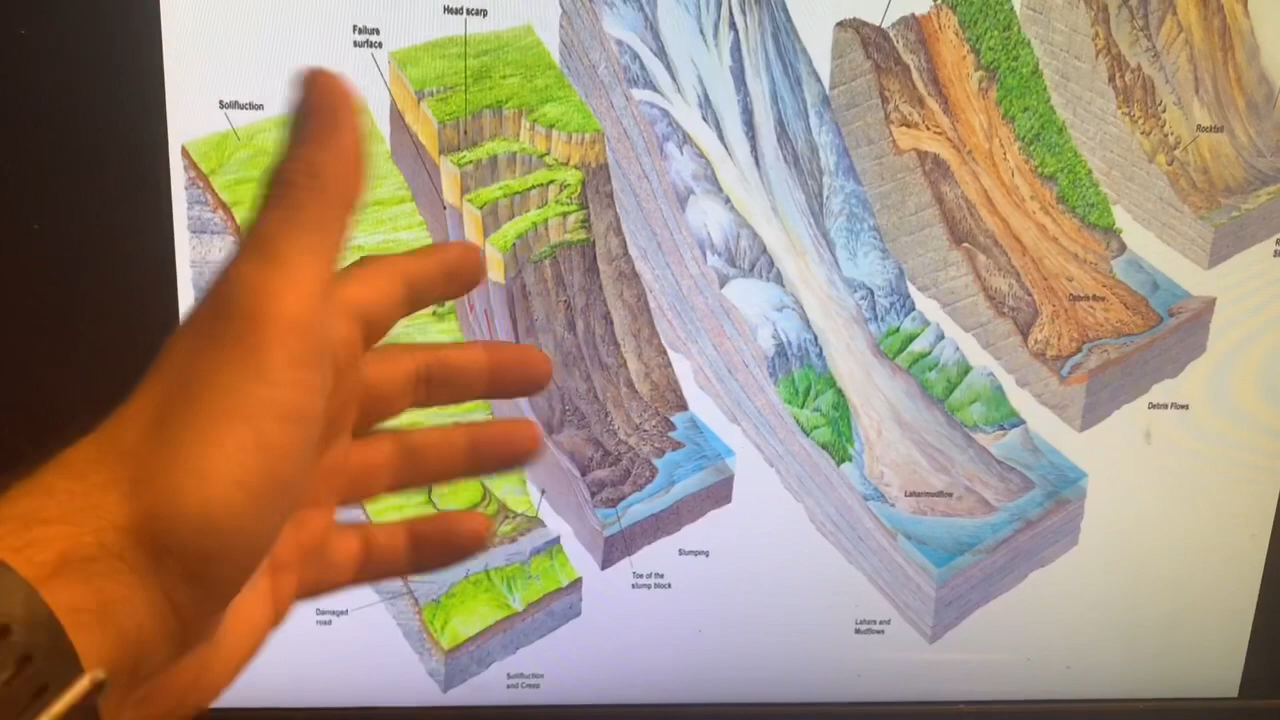 Head scarp
Failure
surface
Solifluction
Rockfall
Debris flow
Debris Flows
Lahar/mudflow
Slumping
Toe of the
slump block
Damaged
road
Lahars and
Mudflows
Solifluction
and Creep